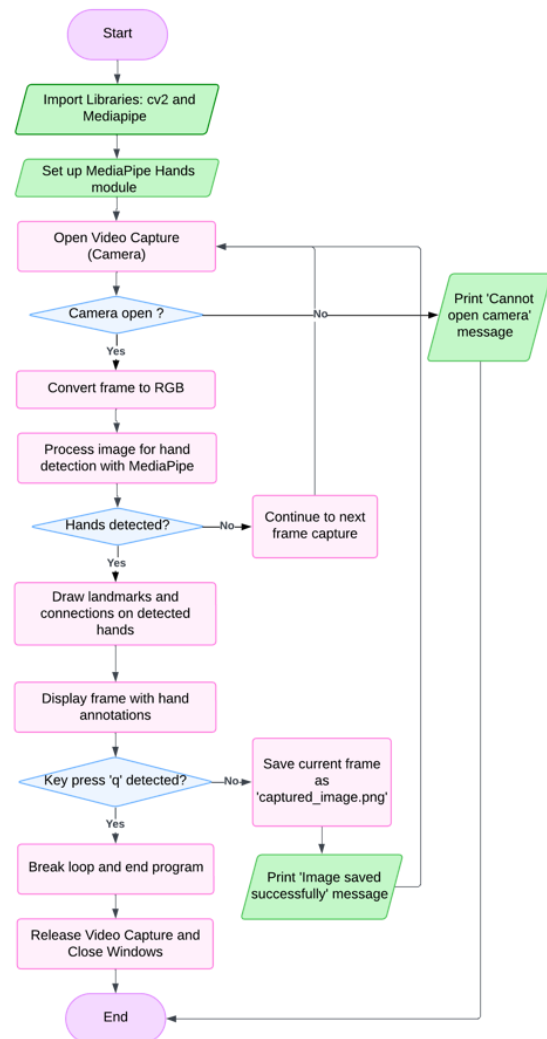 Start
Import Libraries: cv2 and
Mediapipe
Set up MediaPipe Hands
module
Open Video Capture
(Camera)
Camera open ?
No
Print 'Cannot
open camera'
message
Yes
Convert frame to RGB
Process image for hand
detection with MediaPipe
Hands detected?
No
Continue to next
frame capture
Yes
Draw landmarks and
connections on detected
hands
Display frame with hand
annotations
Key press 'q' detected?
No
Save current frame
as
'captured_image.png'
Yes
Print 'Image saved
successfully' message
Break loop and end program
Release Video Capture and
Close Windows
End